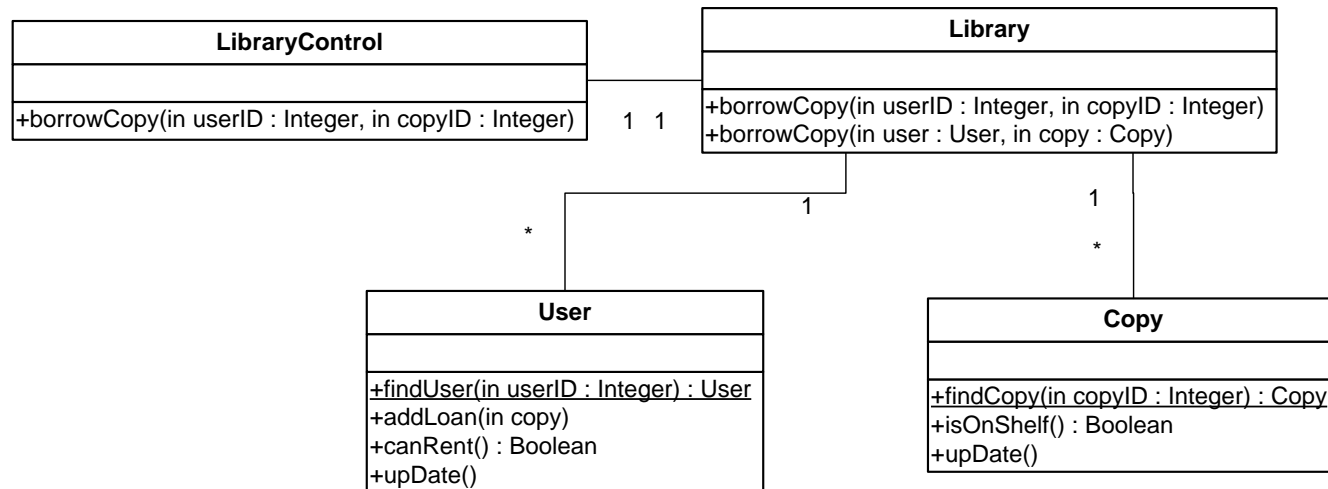 LibraryControl
+borrowCopy(in userID : Integer, in copyID : Integer)
Library
+borrowCopy(in userID : Integer, in copyID : Integer)
+borrowCopy(in user : User, in copy : Copy)
1 1
1
*
1
*
User
+findUser(in userID : Integer) : User
+addLoan(in copy)
+canRent() : Boolean
+upDate()
Copy
+findCopy(in copyID : Integer) : Copy
+isOnShelf() : Boolean
+upDate()